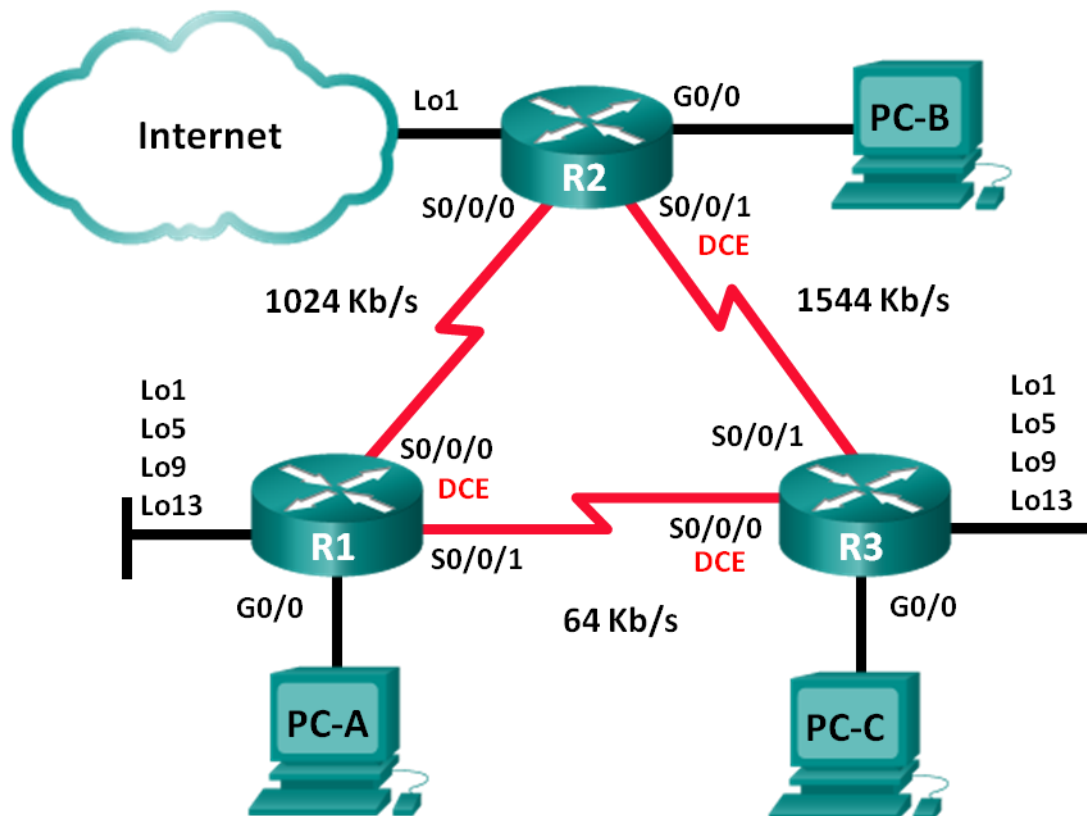 Internet
Lo1
R2
G0/0
PC-B
S0/0/0
S0/0/1
DCE
1024 Kb/s
1544 Kb/s
Lo1
Lo5
Lo9
Lo13
R1
S0/0/0
DCE
S0/0/1
G0/0
PC-A
64 Kb/s
S0/0/1
S0/0/0
DCE
R3
Lo1
Lo5
Lo9
Lo13
G0/0
PC-C